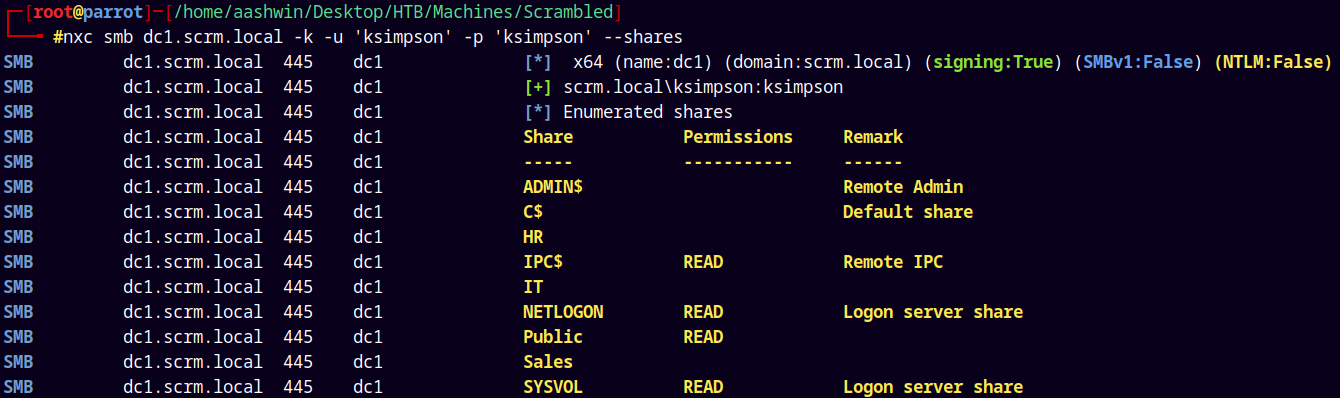 ┌─[root@parrot]─[/home/aashwin/Desktop/HTB/Machines/Scrambled]
└──╼ #nxc smb dc1.scrm.local -k -u 'ksimpson' -p 'ksimpson' --shares
SMB dc1.scrm.local 445 dc1 [*] x64 (name:dc1) (domain:scrm.local) (signing:True) (SMBv1:False) (NTLM:False)
SMB dc1.scrm.local 445 dc1 [+] scrm.local\ksimpson:ksimpson
SMB dc1.scrm.local 445 dc1 [*] Enumerated shares
SMB dc1.scrm.local 445 dc1 Share Permissions Remark
SMB dc1.scrm.local 445 dc1 ----- ----------- ------
SMB dc1.scrm.local 445 dc1 ADMIN$ Remote Admin
SMB dc1.scrm.local 445 dc1 C$ Default share
SMB dc1.scrm.local 445 dc1 HR
SMB dc1.scrm.local 445 dc1 IPC$ READ Remote IPC
SMB dc1.scrm.local 445 dc1 IT
SMB dc1.scrm.local 445 dc1 NETLOGON READ Logon server share
SMB dc1.scrm.local 445 dc1 Public READ
SMB dc1.scrm.local 445 dc1 Sales
SMB dc1.scrm.local 445 dc1 SYSVOL READ Logon server share